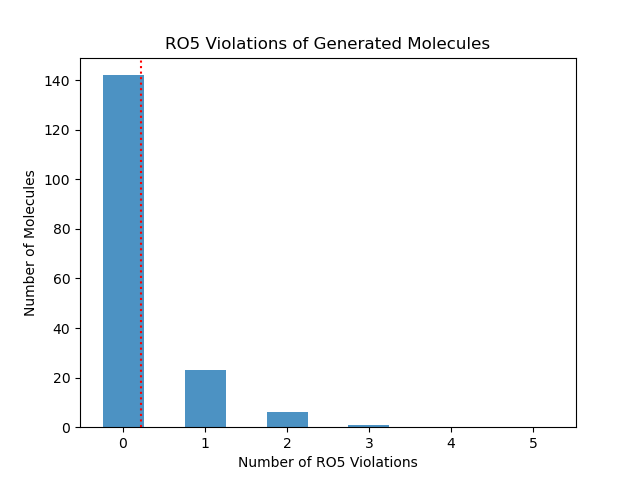 RO5 Violations of Generated Molecules
140
120
100
80
60
40
20
0
Number of Molecules
0 1 2 3 4 5
Number of RO5 Violations